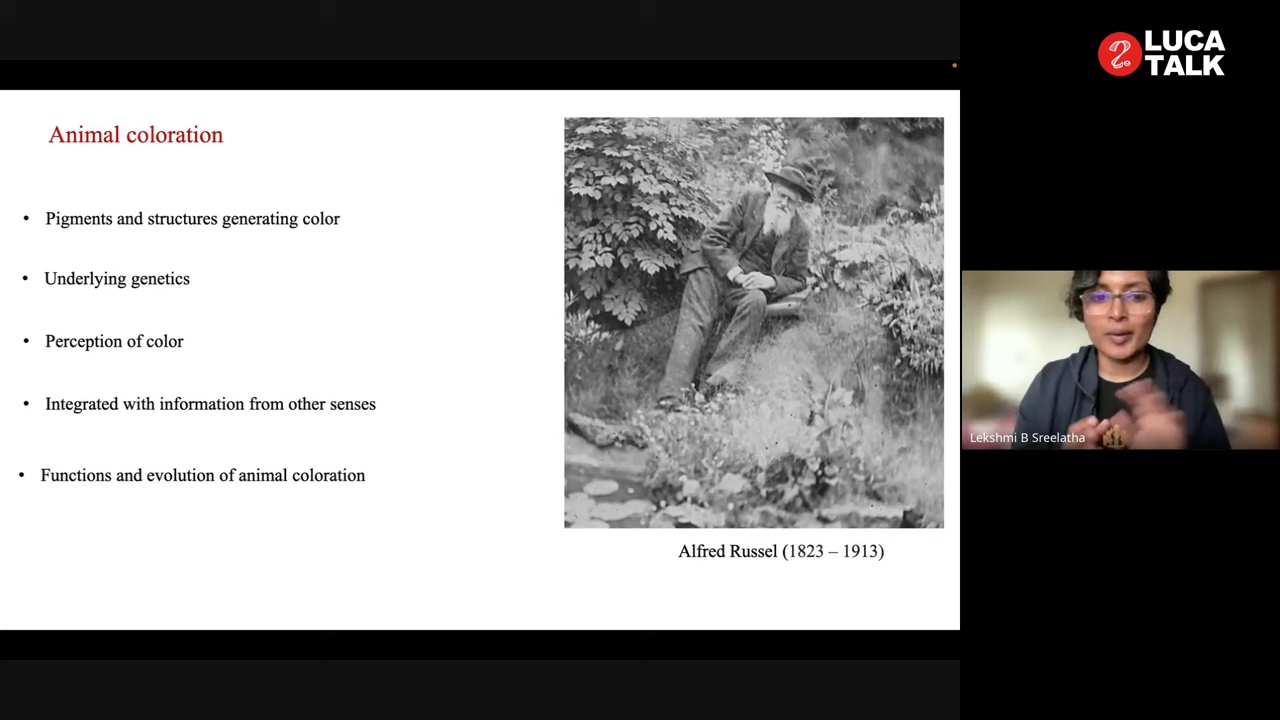 LUCA
TALK
Animal coloration
• Pigments and structures generating color
• Underlying genetics
• Perception of color
• Integrated with information from other senses
• Functions and evolution of animal coloration
Alfred Russel (1823 – 1913)
Lekshmi B Sreelatha